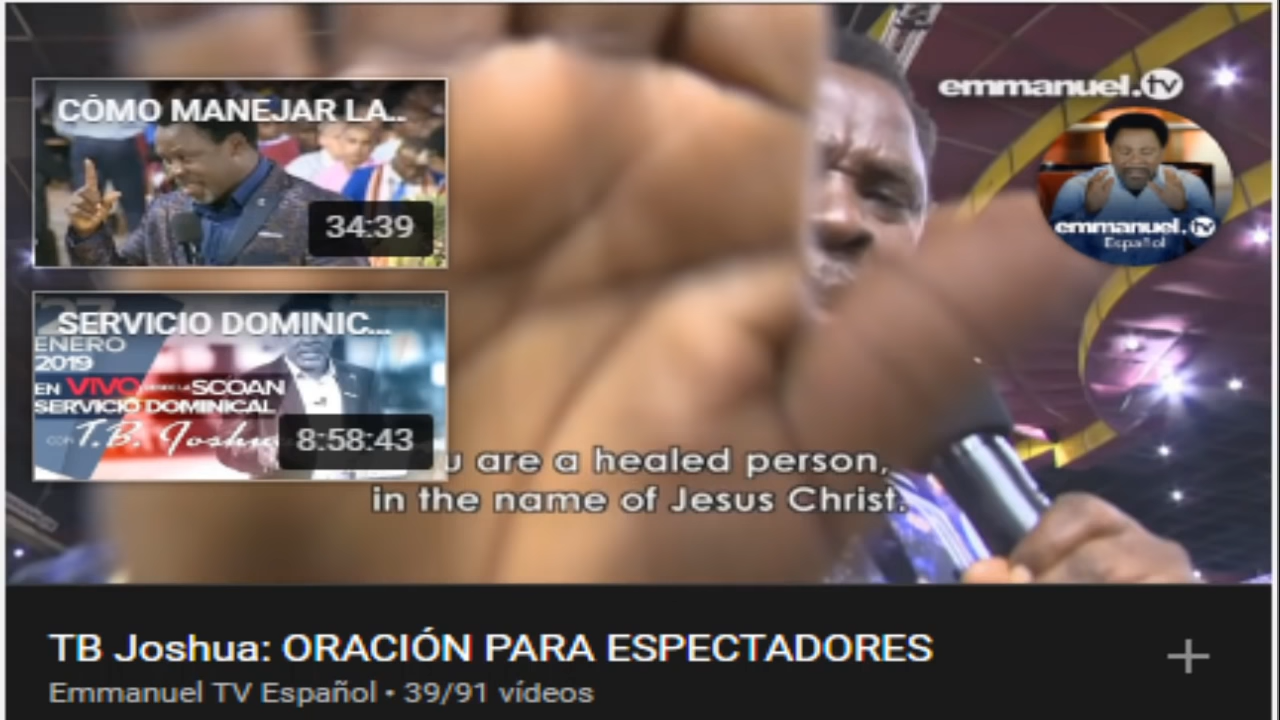 CÓMO MANEJAR LA...
34:39
emmanuel.tv
emmanuel.tv
Español
27
SERVICIO DOMINIC...
ENERO
2019
EN VIVO SCOAN
SERVICIO DOMINICAL
CON T.B. Joshua
8:58:43
u are a healed person,
in the name of Jesus Christ.
TB Joshua: ORACIÓN PARA ESPECTADORES
Emmanuel TV Español • 39/91 vídeos